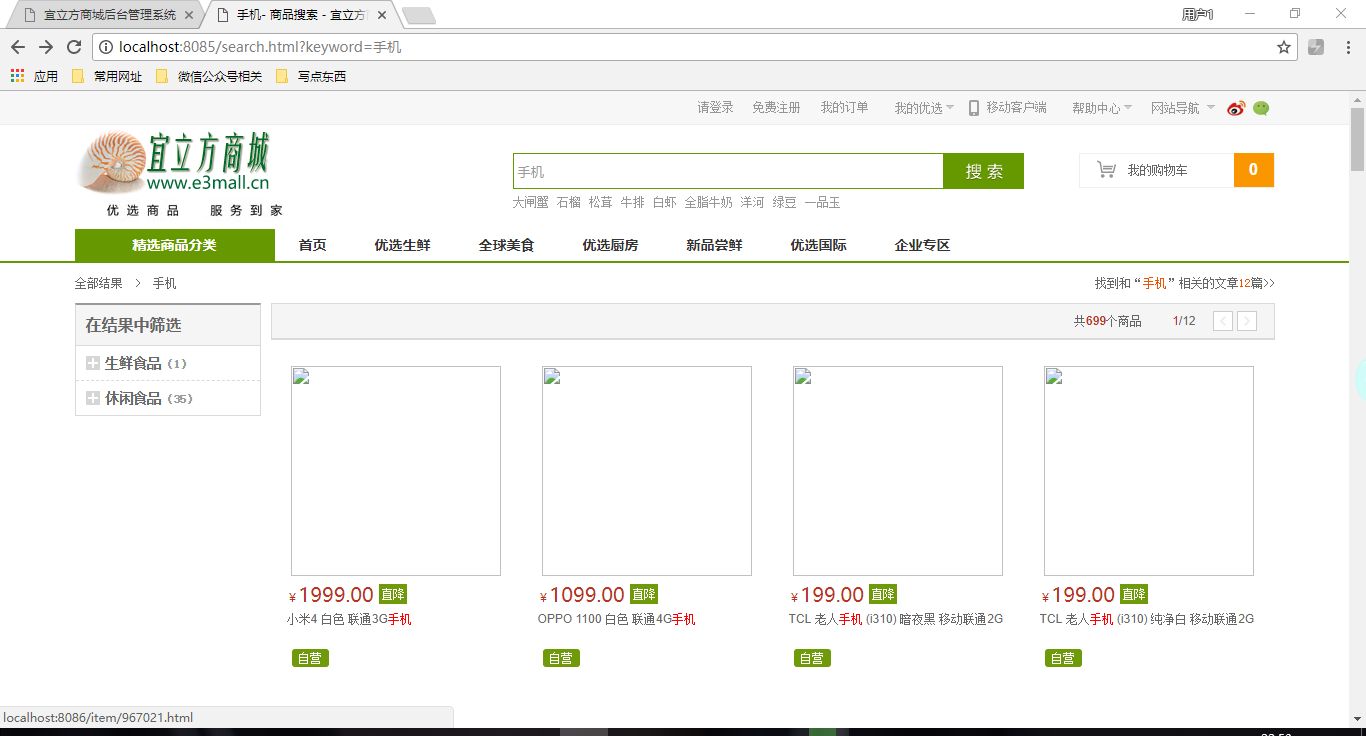 宜立方商城后台管理系统
手机- 商品搜索 - 宜立方
用户1
localhost:8085/search.html?keyword=手机
应用 常用网址 微信公众号相关 写点东西
请登录 免费注册 我的订单 我的优选 移动客户端 帮助中心 网站导航
宜立方商城
www.e3mall.cn
优选商品 服务到家
手机 搜 索
我的购物车 0
大闸蟹 石榴 松茸 牛排 白虾 全脂牛奶 洋河 绿豆 一品玉
精选商品分类 首页 优选生鲜 全球美食 优选厨房 新品尝鲜 优选国际 企业专区
全部结果 > 手机
找到和“手机”相关的文章12篇>>
在结果中筛选
生鲜食品（1）
休闲食品（35）
共699个商品 1/12 < >
¥1999.00 直降
小米4 白色 联通3G手机
自营
¥1099.00 直降
OPPO 1100 白色 联通4G手机
自营
¥199.00 直降
TCL 老人手机 (i310) 暗夜黑 移动联通2G
自营
¥199.00 直降
TCL 老人手机 (i310) 纯净白 移动联通2G
自营
localhost:8086/item/967021.html